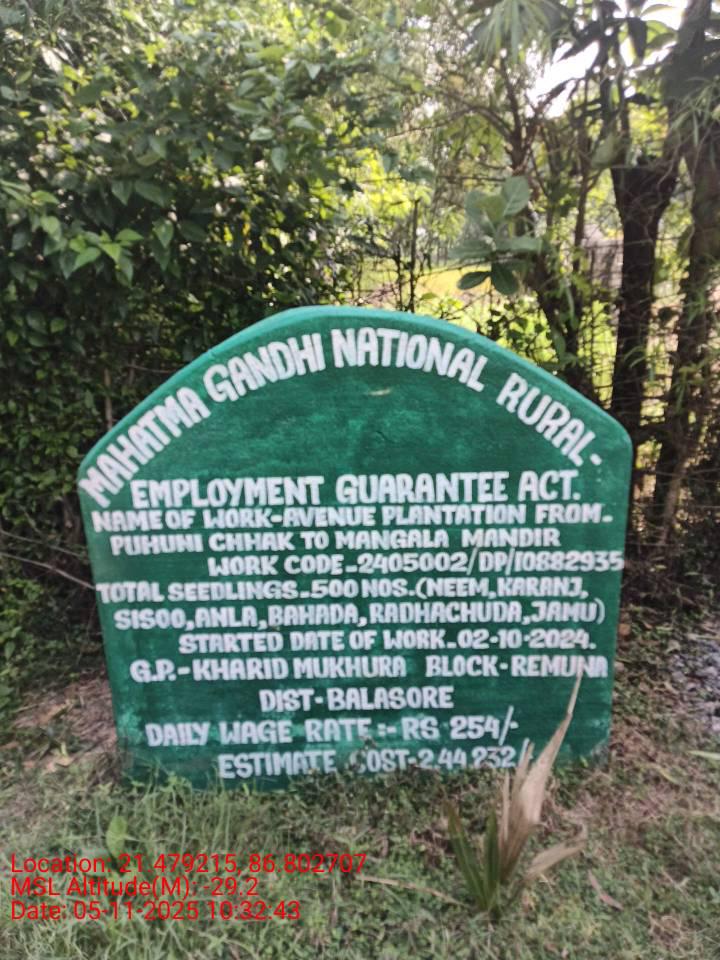 MAHATMA GANDHI NATIONAL RURAL-
EMPLOYMENT GUARANTEE ACT.
NAME OF WORK-AVENUE PLANTATION FROM-
PUHUNI CHHAK TO MANGALA MANDIR
WORK CODE-2405002/DP/10882935
TOTAL SEEDLINGS-500 NOS.(NEEM,KARANJ,
SISOO,ANLA,BAHADA,RADHACHUDA,JAMU)
STARTED DATE OF WORK-02-10-2024.
G.P.-KHARID MUKHURA BLOCK-REMUNA
DIST-BALASORE
DAILY WAGE RATE:- RS 254/-
ESTIMATE COST-2,44,232/
Location: 21.479215, 86.802707
MSL Altitude(M): -29.2
Date: 05-11-2025 10:32:43